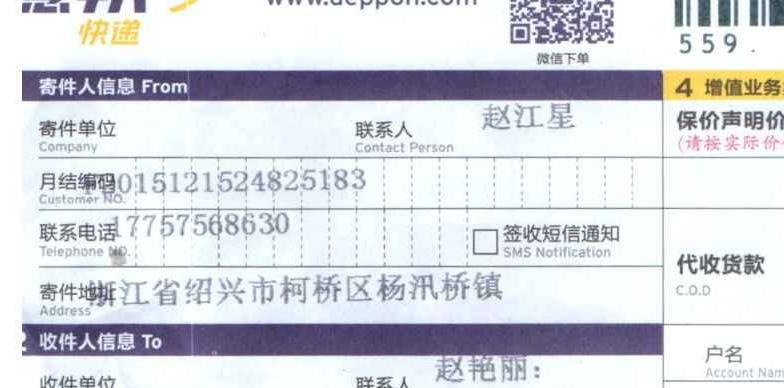 快递
www.deppon.com
微信下单
559.
寄件人信息 From
4 增值业务
寄件单位
Company
联系人
Contact Person
赵江星
保价声明价
(请按实际价
月结编码
Customer NO.
015121524825183
联系电话
Telephone NO.
17757568630
签收短信通知
SMS Notification
代收货款
C.O.D
寄件地址
Address
浙江省绍兴市柯桥区杨汛桥镇
收件人信息 To
户名
Account Nam
收件单位
联系人
赵艳丽: